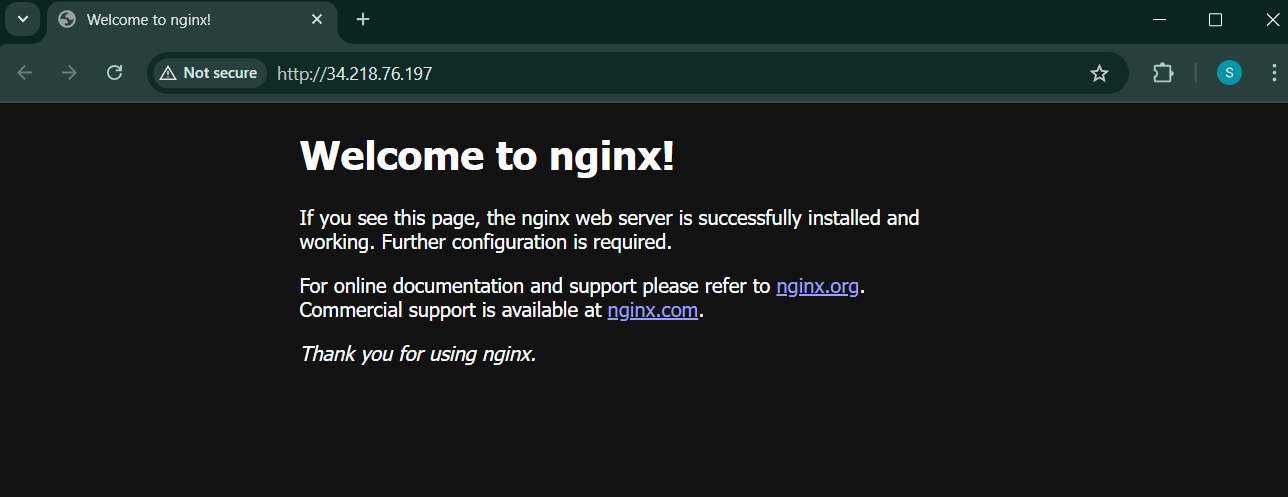 Welcome to nginx!
Not secure
http://34.218.76.197
S
Welcome to nginx!
If you see this page, the nginx web server is successfully installed and
working. Further configuration is required.
For online documentation and support please refer to nginx.org.
Commercial support is available at nginx.com.
Thank you for using nginx.